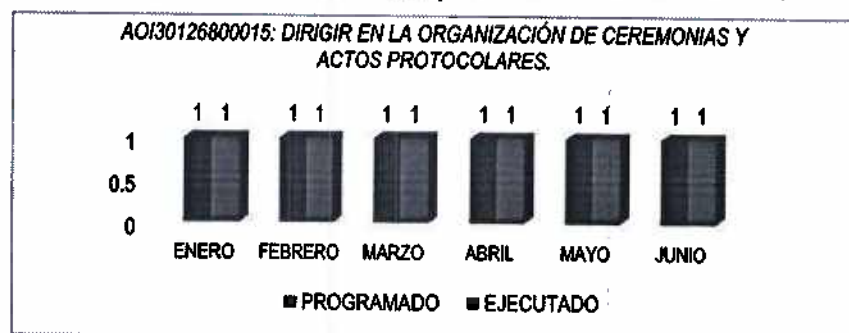 AOI30126800015: DIRIGIR EN LA ORGANIZACIÓN DE CEREMONIAS Y
ACTOS PROTOCOLARES.
1 1 1 1 1 1 1 1 1 1 1 1
1
0.5
0
ENERO FEBRERO MARZO ABRIL MAYO JUNIO
PROGRAMADO EJECUTADO